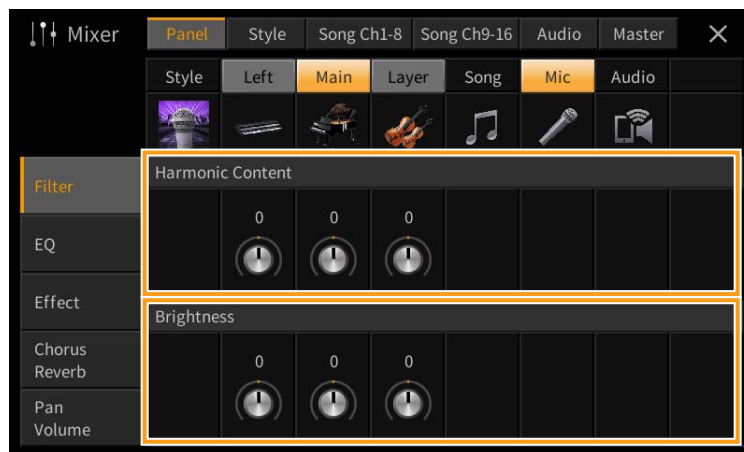 Mixer
Panel Style Song Ch1-8 Song Ch9-16 Audio Master
Style Left Main Layer Song Mic Audio
Filter
Harmonic Content
0 0 0
EQ
Effect
Brightness
Chorus
Reverb
0 0 0
Pan
Volume